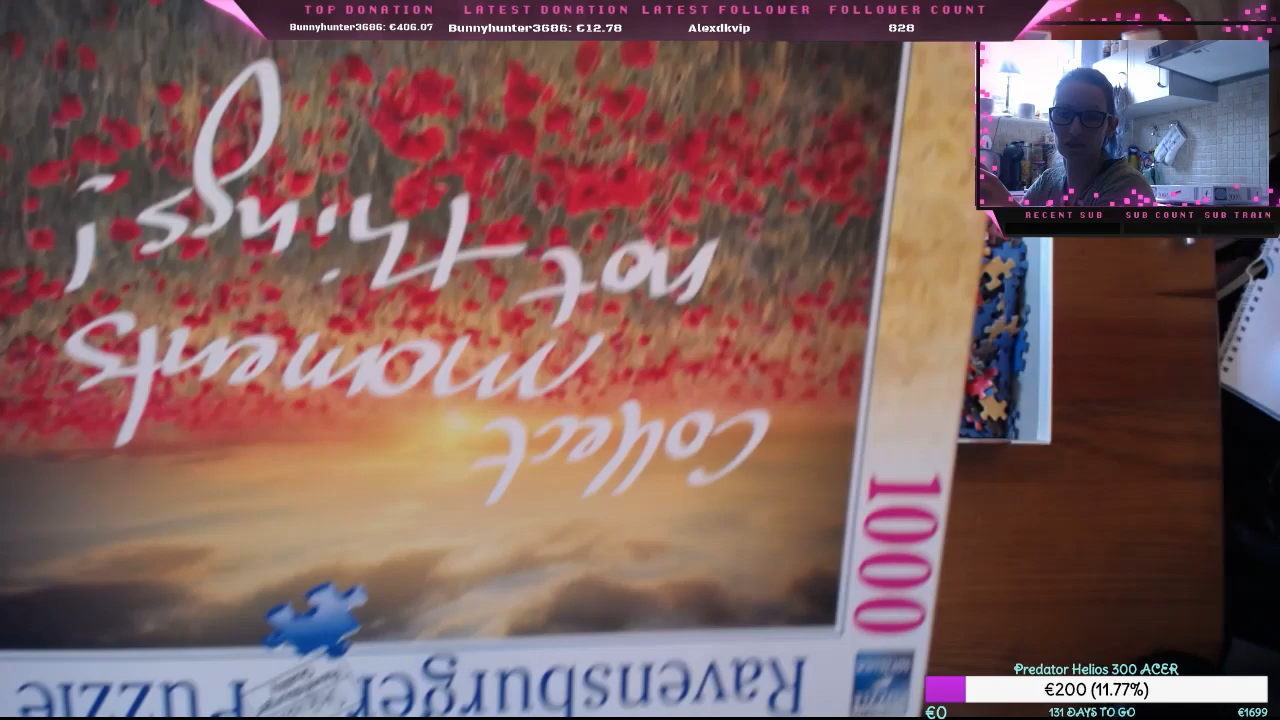 TOP DONATION LATEST DONATION LATEST FOLLOWER FOLLOWER COUNT
Bunnyhunter3686: €406.07 Bunnyhunter3686: €12.78 Alexdkvip 828
RECENT SUB SUB COUNT SUB TRAIN
Ravensburger Puzzle
1000
Collect
moments
not things
Predator Helios 300 ACER
€200 (11.77%)
€0 131 DAYS TO GO €1699